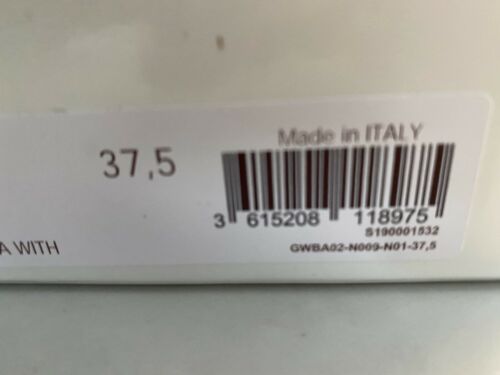 Made in ITALY
37,5
3 615208 118975
S190001532
A WITH
GWBA02-N009-N01-37,5